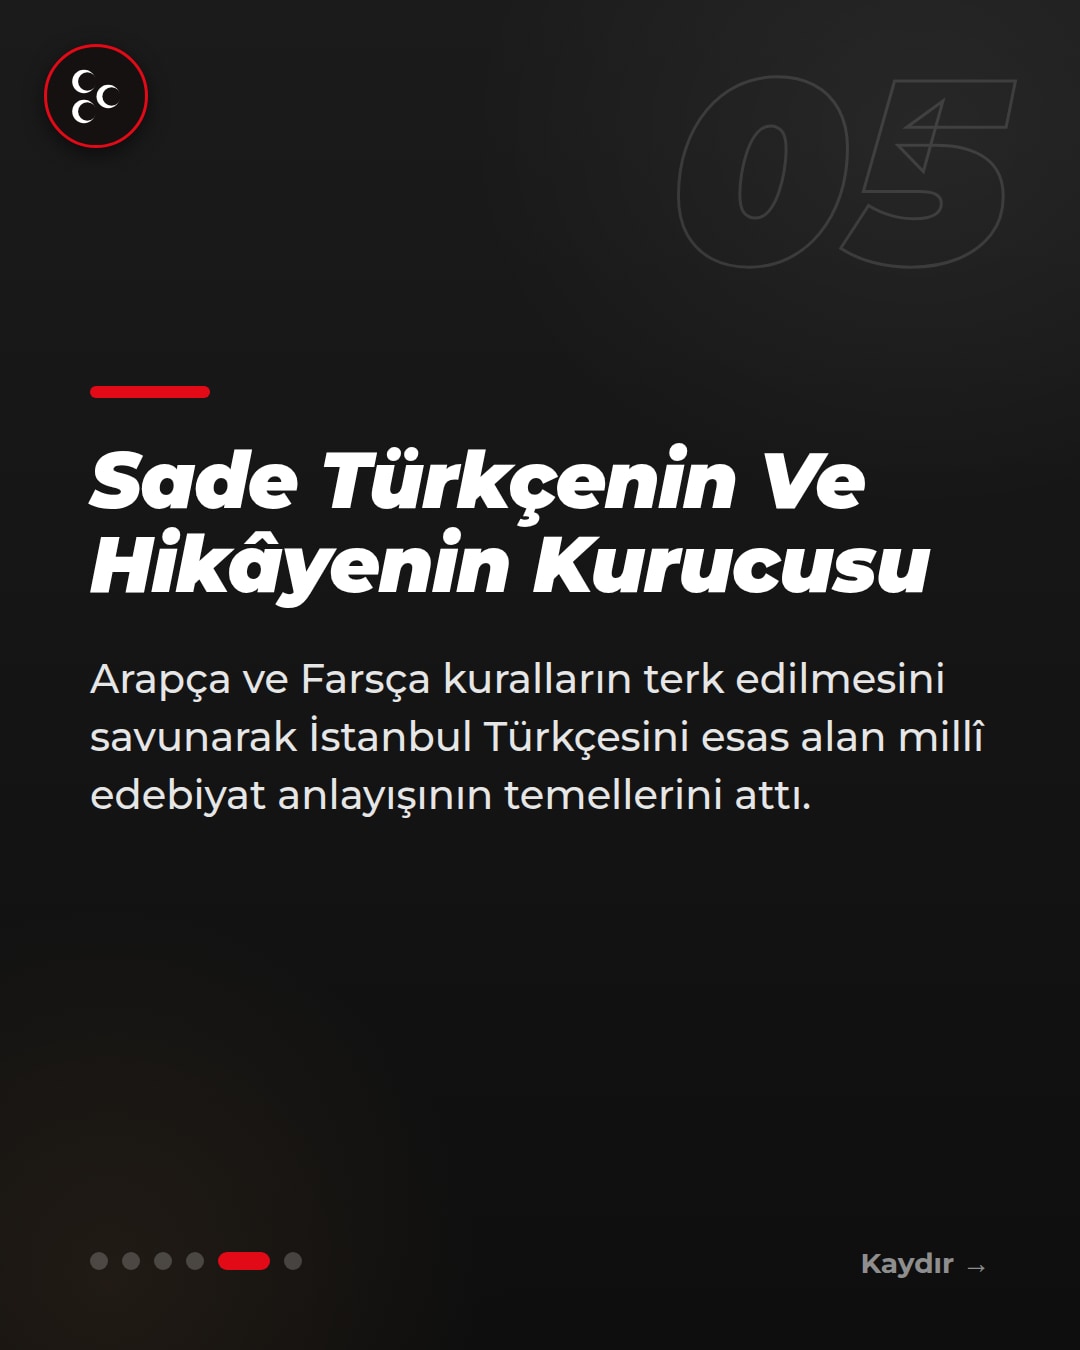 05
Sade Türkçenin Ve
Hikâyenin Kurucusu
Arapça ve Farsça kuralların terk edilmesini
savunarak İstanbul Türkçesini esas alan millî
edebiyat anlayışının temellerini attı.
Kaydır →